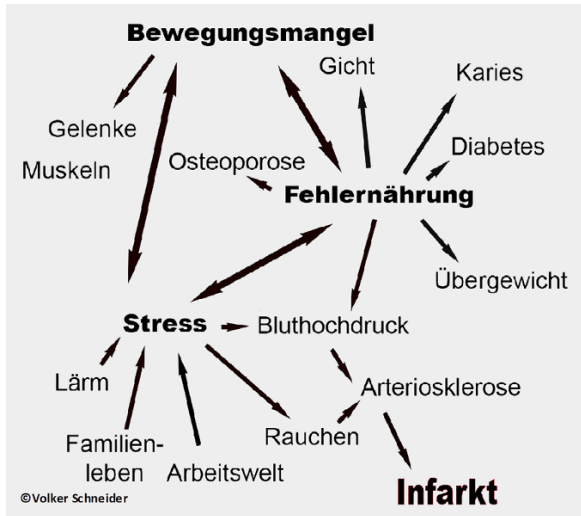 Bewegungsmangel
Gicht
Karies
Gelenke
Muskeln
Osteoporose
Diabetes
Fehlernährung
Übergewicht
Stress
Bluthochdruck
Lärm
Arteriosklerose
Rauchen
Familien-
leben
Arbeitswelt
Infarkt
©Volker Schneider